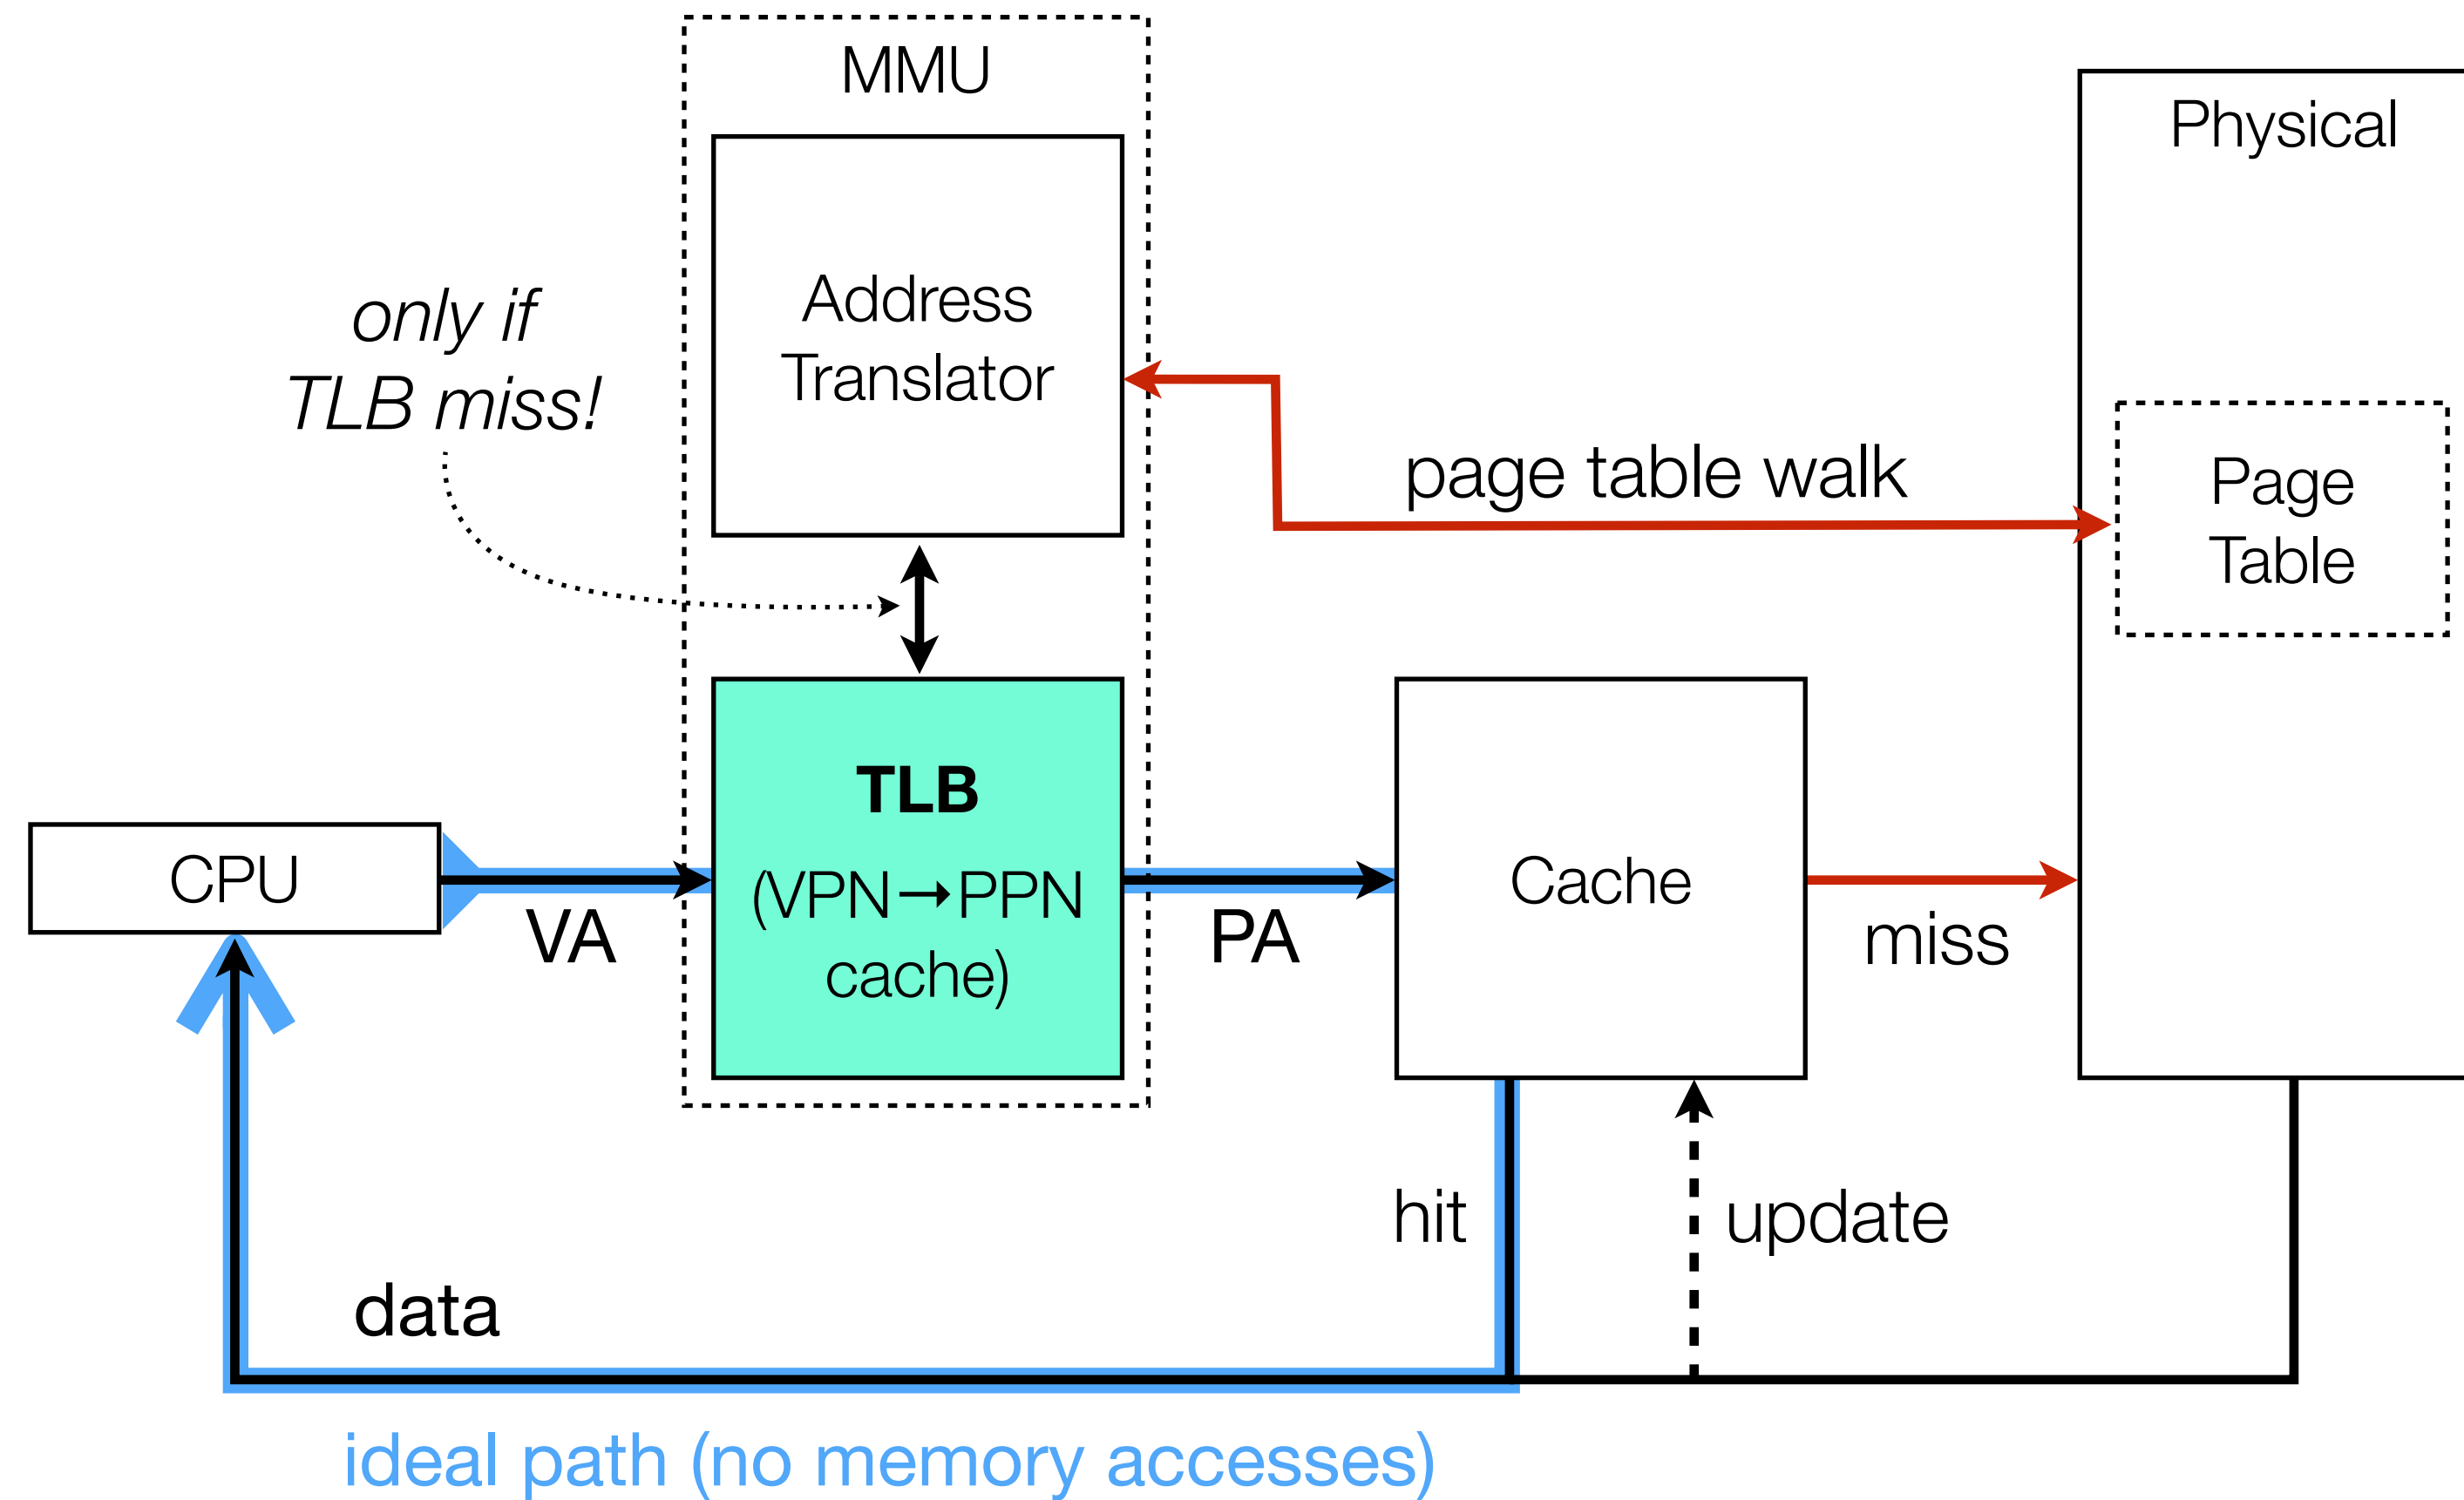 MMU
Physical
Address
Translator
only if
TLB miss!
page table walk
Page
Table
TLB
(VPN→PPN
cache)
CPU
VA
PA
Cache
miss
hit
update
data
ideal path (no memory accesses)